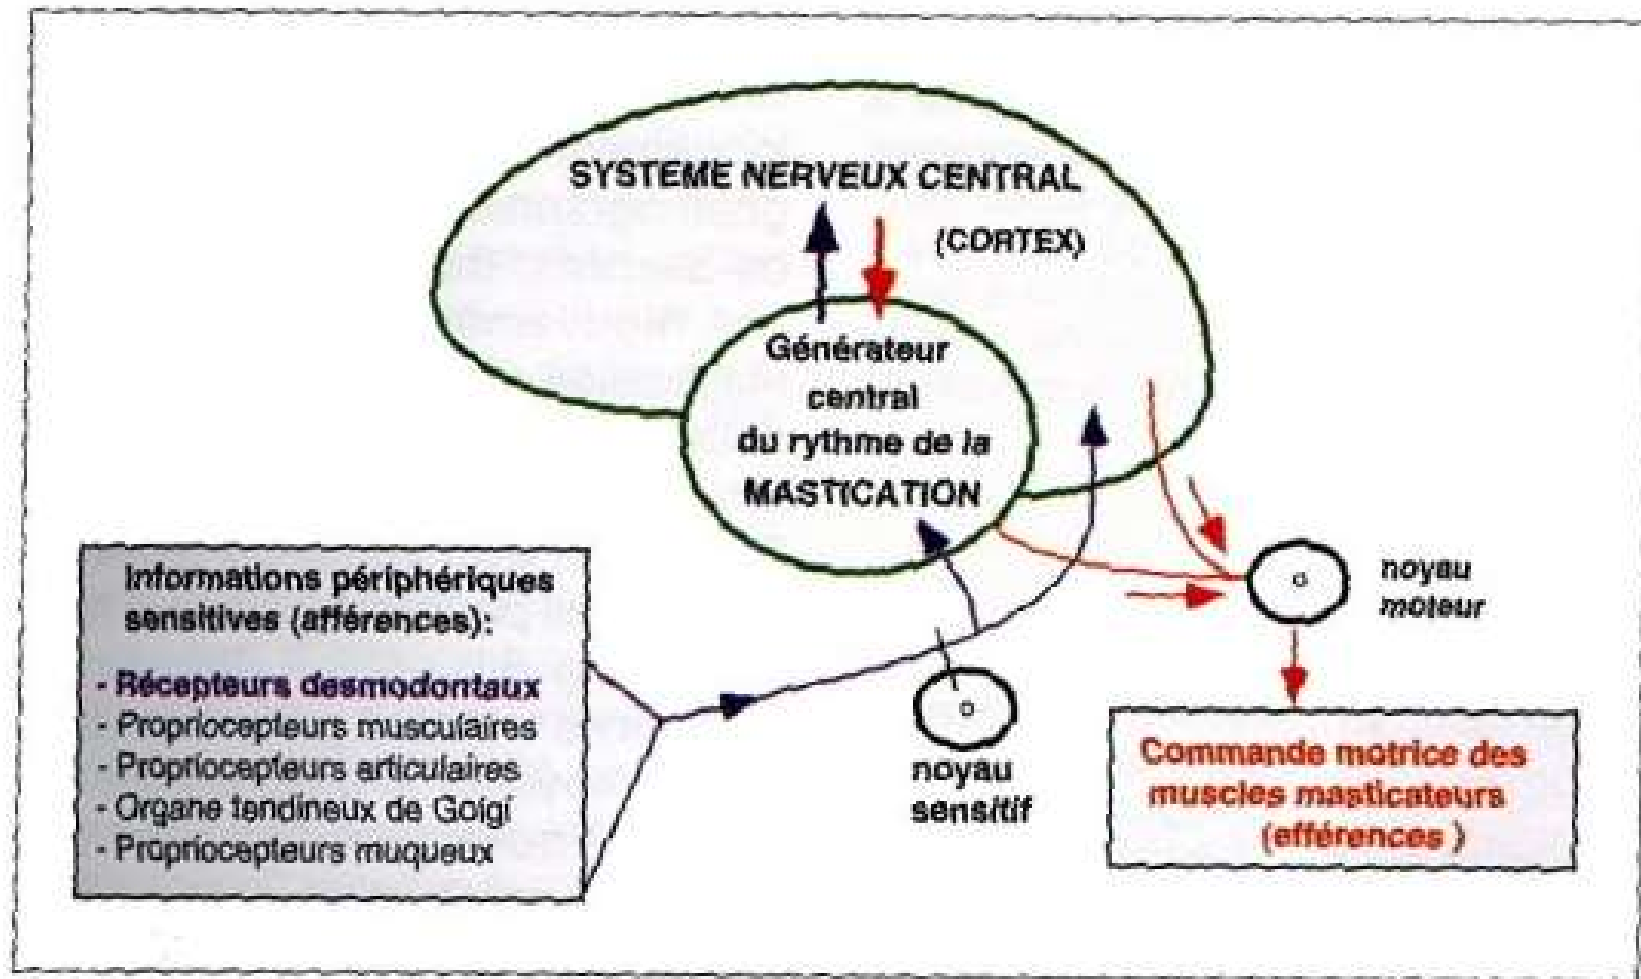 SYSTEME NERVEUX CENTRAL
(CORTEX)
Générateur
central
du rythme de la
MASTICATION
Informations périphériques
sensitives (afférences):
- Récepteurs desmodontaux
- Propriocepteurs musculaires
- Propriocepteurs articulaires
- Organe tendineux de Golgi
- Propriocepteurs muqueux
noyau
sensitif
noyau
moteur
Commande motrice des
muscles masticateurs
(efférences )